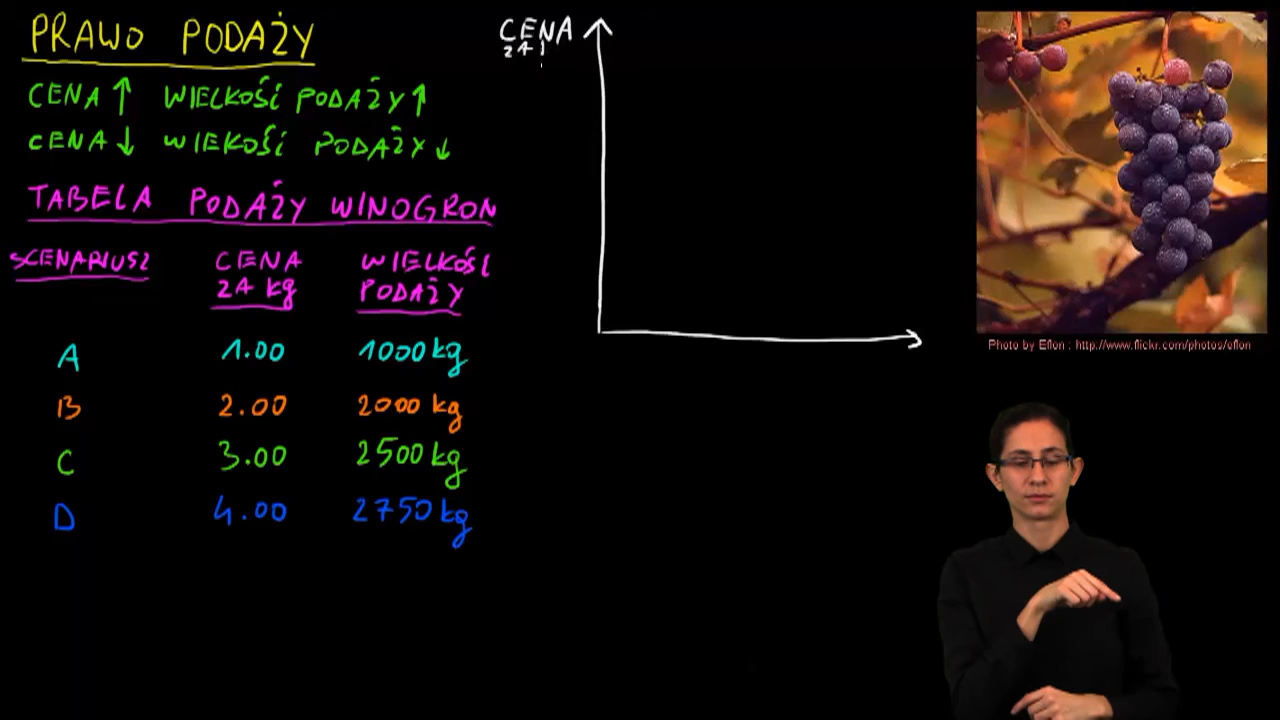 PRAWO PODAŻY
CENA ↑ WIELKOŚĆ PODAŻY ↑
CENA ↓ WIEKOŚĆ PODAŻY ↓
TABELA PODAŻY WINOGRON
SCENARIUSZ CENA ZA kg WIELKOŚĆ PODAŻY
A 1.00 1000 kg
B 2.00 2000 kg
C 3.00 2500 kg
D 4.00 2750 kg
CENA
ZA
Photo by Eflon : http://www.flickr.com/photos/eflon